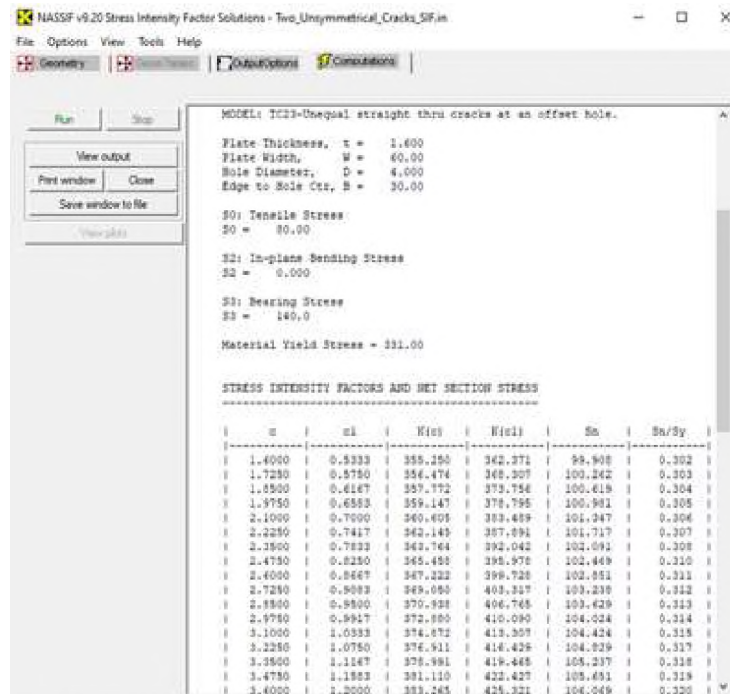 NASSIF v9.20 Stress Intensity Factor Solutions - Two_Unsymmetrical_Cracks_SIF.in
File Options View Tools Help
Geometry
OutputOptions
Computations
Run Stop
View output
Print window Close
Save window to file
View plots
MODEL: TC23-Unequal straight thru cracks at an offset hole.
Plate Thickness, t = 1.600
Plate Width, W = 60.00
Hole Diameter, D = 4.000
Edge to Hole Ctr, B = 30.00
S0: Tensile Stress
S0 = 80.00
S2: In-plane Bending Stress
S2 = 0.000
S3: Bearing Stress
S3 = 140.0
Material Yield Stress = 331.00
STRESS INTENSITY FACTORS AND NET SECTION STRESS
-----------------------------------------------
| c | c1 | K(c) | K(c1) | Sn | Sn/Sy |
|------------|------------|------------|------------|------------|------------|
| 1.6000 | 0.5333 | 355.250 | 362.371 | 99.908 | 0.302 |
| 1.7250 | 0.5750 | 356.474 | 368.307 | 100.262 | 0.303 |
| 1.8500 | 0.6167 | 357.772 | 373.756 | 100.619 | 0.304 |
| 1.9750 | 0.6583 | 359.147 | 378.795 | 100.981 | 0.305 |
| 2.1000 | 0.7000 | 360.605 | 383.489 | 101.347 | 0.306 |
| 2.2250 | 0.7417 | 362.145 | 387.891 | 101.717 | 0.307 |
| 2.3500 | 0.7833 | 363.764 | 392.042 | 102.091 | 0.308 |
| 2.4750 | 0.8250 | 365.458 | 395.978 | 102.469 | 0.310 |
| 2.6000 | 0.8667 | 367.222 | 399.728 | 102.851 | 0.311 |
| 2.7250 | 0.9083 | 369.050 | 403.317 | 103.238 | 0.312 |
| 2.8500 | 0.9500 | 370.938 | 406.765 | 103.629 | 0.313 |
| 2.9750 | 0.9917 | 372.880 | 410.090 | 104.024 | 0.314 |
| 3.1000 | 1.0333 | 374.872 | 413.307 | 104.424 | 0.315 |
| 3.2250 | 1.0750 | 376.911 | 416.429 | 104.829 | 0.317 |
| 3.3500 | 1.1167 | 378.991 | 419.465 | 105.237 | 0.318 |
| 3.4750 | 1.1583 | 381.110 | 422.427 | 105.651 | 0.319 |
| 3.6000 | 1.2000 | 383.265 | 425.321 | 106.069 | 0.320 |